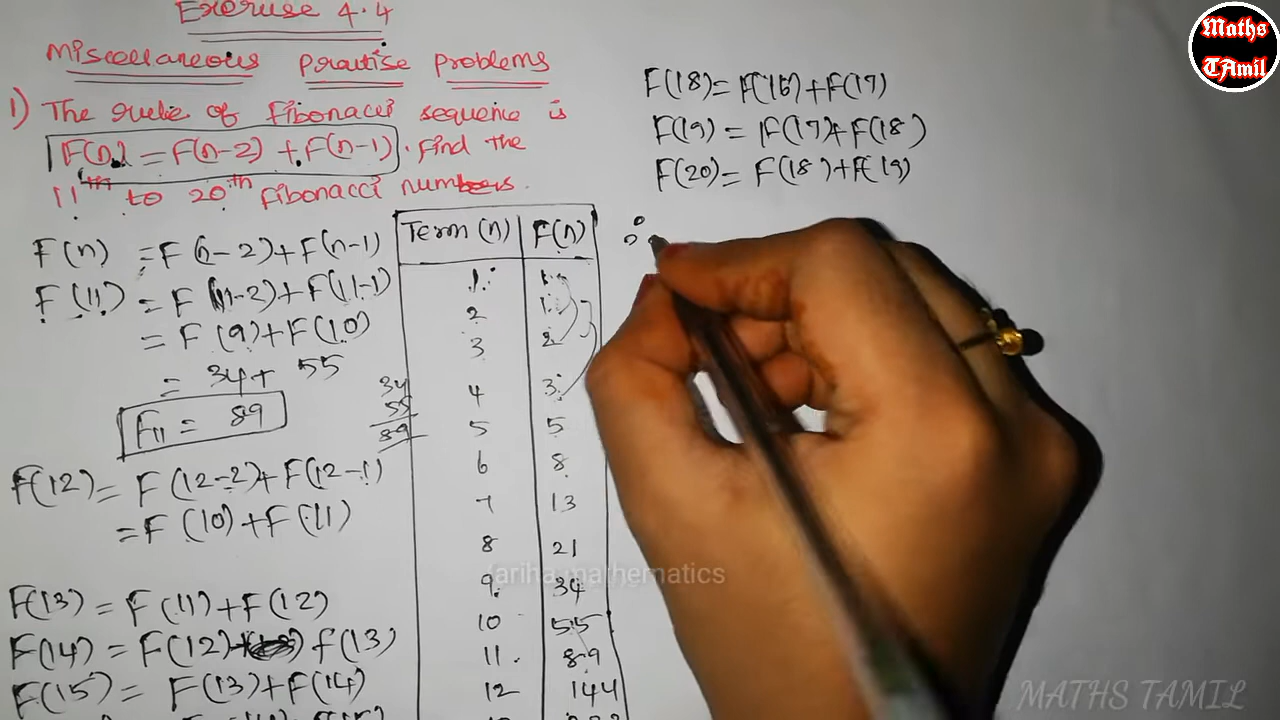 Exercise 4.4
Miscellaneous Practise Problems
1) The rule of Fibonacci sequence is
F(n) = F(n-2) + F(n-1). Find the
11th to 20th Fibonacci numbers.
F(n) = F(n-2) + F(n-1)
F(11) = F(11-2) + F(11-1)
= F(9) + F(10)
= 34 + 55
F11 = 89
34
55
89
F(12) = F(12-2) + F(12-1)
= F(10) + F(11)
F(13) = F(11) + F(12)
F(14) = F(12) + f(13)
F(15) = F(13) + F(14)
Term (n) F(n)
1 1
2 1
3 2
4 3
5 5
6 8
7 13
8 21
9 34
10 55
11 89
12 144
F(18) = F(16) + F(17)
F(19) = F(17) + F(18)
F(20) = F(18) + F(19)
Maths
TAmil
ariha mathematics
MATHS TAMIL